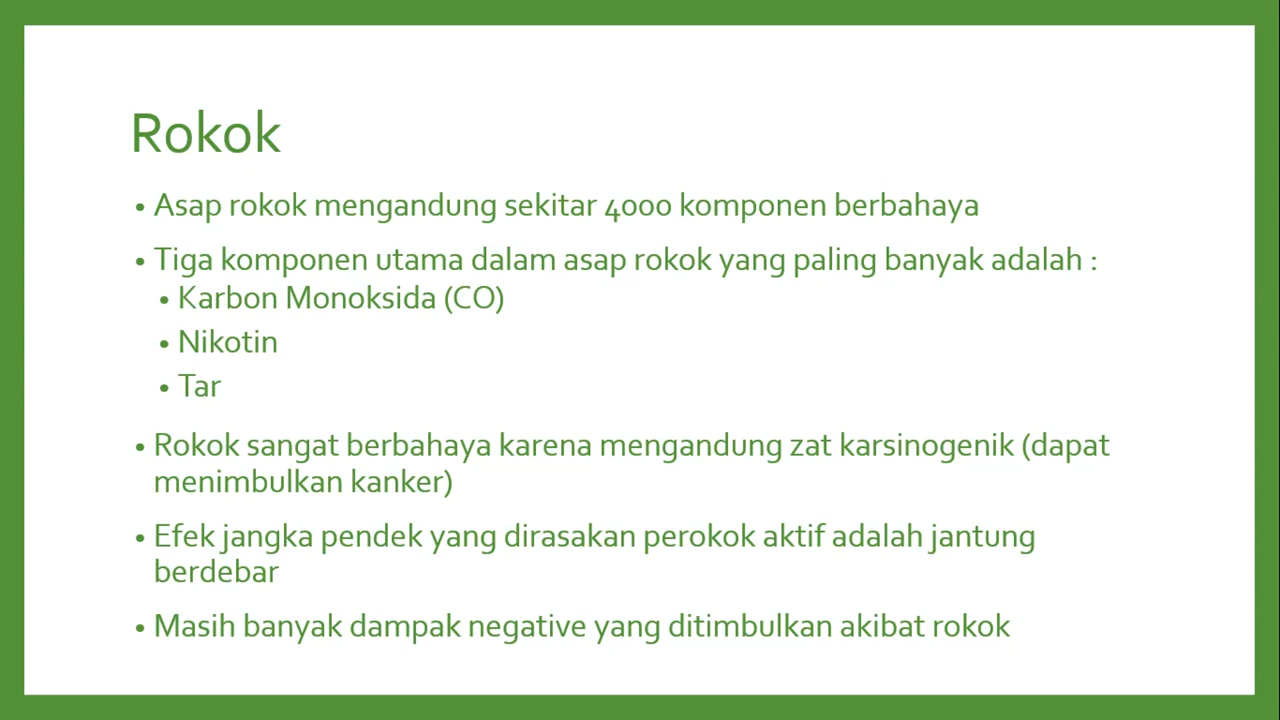 Rokok
• Asap rokok mengandung sekitar 4000 komponen berbahaya
• Tiga komponen utama dalam asap rokok yang paling banyak adalah :
• Karbon Monoksida (CO)
• Nikotin
• Tar
• Rokok sangat berbahaya karena mengandung zat karsinogenik (dapat
menimbulkan kanker)
• Efek jangka pendek yang dirasakan perokok aktif adalah jantung
berdebar
• Masih banyak dampak negative yang ditimbulkan akibat rokok